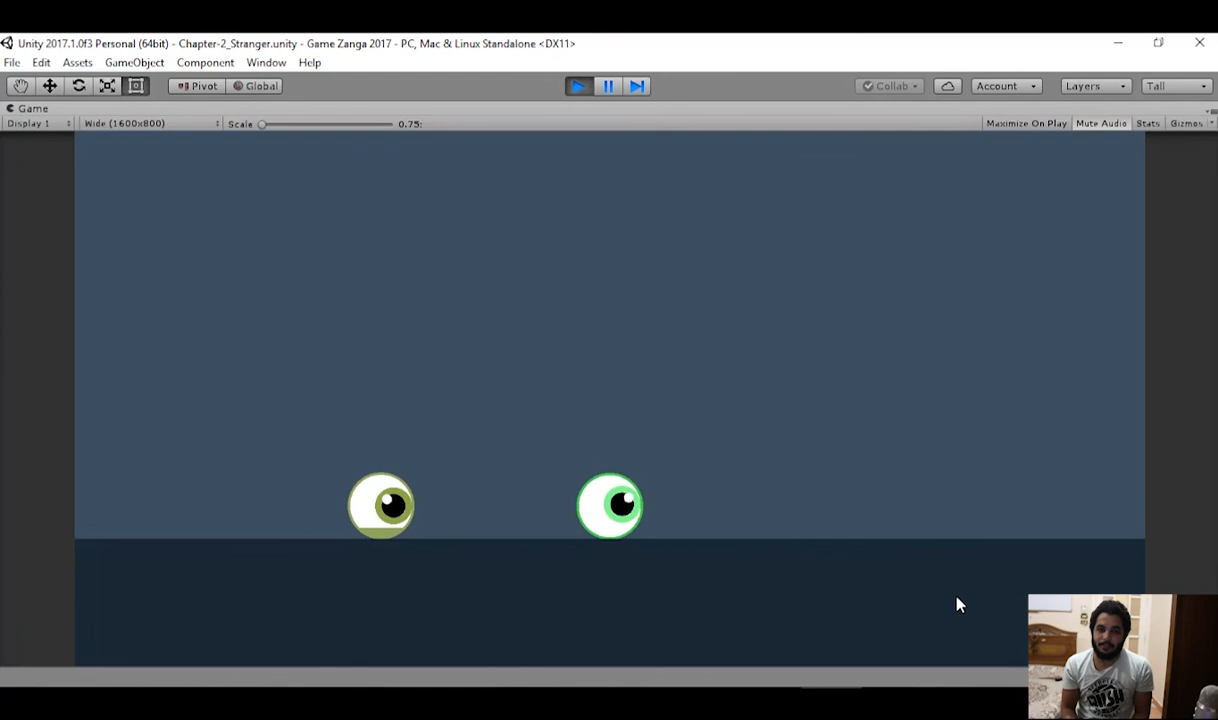 Unity 2017.1.0f3 Personal (64bit) - Chapter-2_Stranger.unity - Game Zanga 2017 - PC, Mac & Linux Standalone <DX11>
File Edit Assets GameObject Component Window Help
Pivot Global Collab Account Layers Tall
Game
Display 1 Wide (1600x800) Scale 0.75: Maximize On Play Mute Audio Stats Gizmos